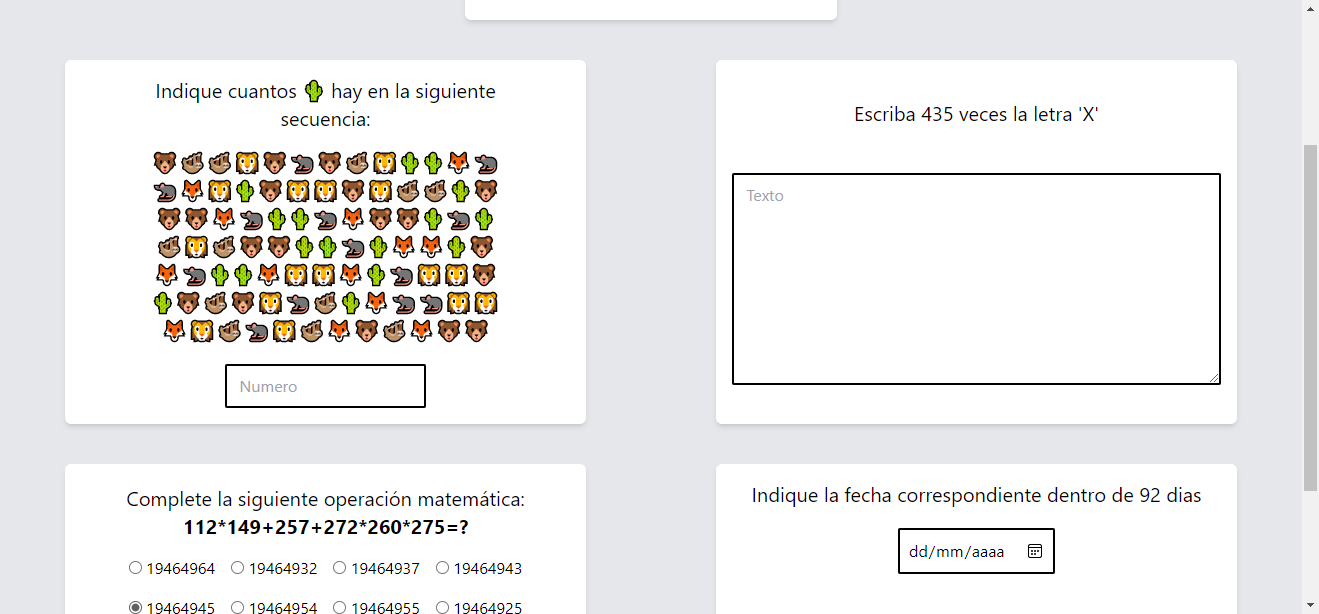 Indique cuantos 🌵 hay en la siguiente
secuencia:
🐻🦥🦥🦁🐻🐀🐻🦥🦁🌵🌵🦊🐀
🐀🦊🦁🌵🐻🦁🦁🐻🦁🦥🦥🌵🐻
🐻🐻🦊🐀🌵🌵🐀🦊🐻🐻🌵🐀🌵
🦥🦁🦥🐻🐻🌵🌵🐀🌵🦊🦊🌵🐻
🦊🐀🌵🌵🦊🦁🦁🦊🌵🐀🦁🦁🐻
🌵🐻🦥🐻🦁🐀🦥🌵🦊🐀🐀🦁🦁
🦊🦁🦥🐀🦁🦥🦊🐻🦥🦊🐻🐻
Numero
Escriba 435 veces la letra 'X'
Texto
Complete la siguiente operación matemática:
112*149+257+272*260*275=?
19464964 19464932 19464937 19464943
19464945 19464954 19464955 19464925
Indique la fecha correspondiente dentro de 92 dias
dd/mm/aaaa